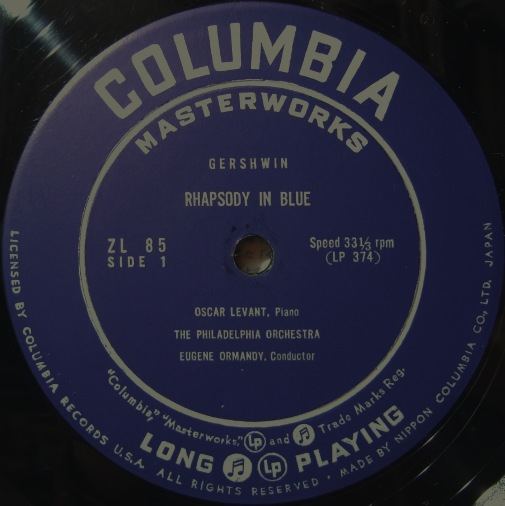 COLUMBIA
MASTERWORKS
GERSHWIN
RHAPSODY IN BLUE
ZL 85
SIDE 1
Speed 33⅓ rpm
(LP 374)
OSCAR LEVANT, Piano
THE PHILADELPHIA ORCHESTRA
EUGENE ORMANDY, Conductor
"Columbia," "Masterworks," Lp and Trade Marks Reg.
LONG Lp PLAYING
LICENSED BY COLUMBIA RECORDS U.S.A. ALL RIGHTS RESERVED • MADE BY NIPPON COLUMBIA CO., LTD. JAPAN